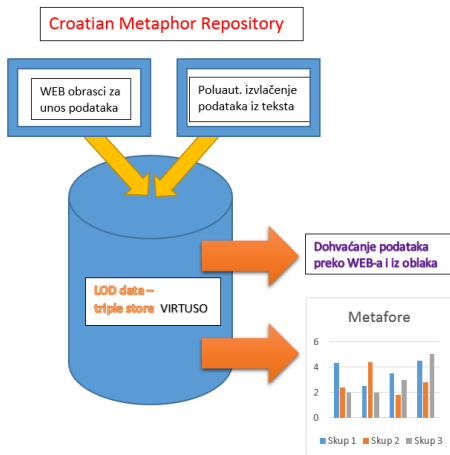 Croatian Metaphor Repository
WEB obrasci za
unos podataka
Poluaut. izvlačenje
podataka iz teksta
Dohvaćanje podataka
preko WEB-a i iz oblaka
LOD data –
triple store VIRTUSO
Metafore
6
4
2
0
Skup 1 Skup 2 Skup 3